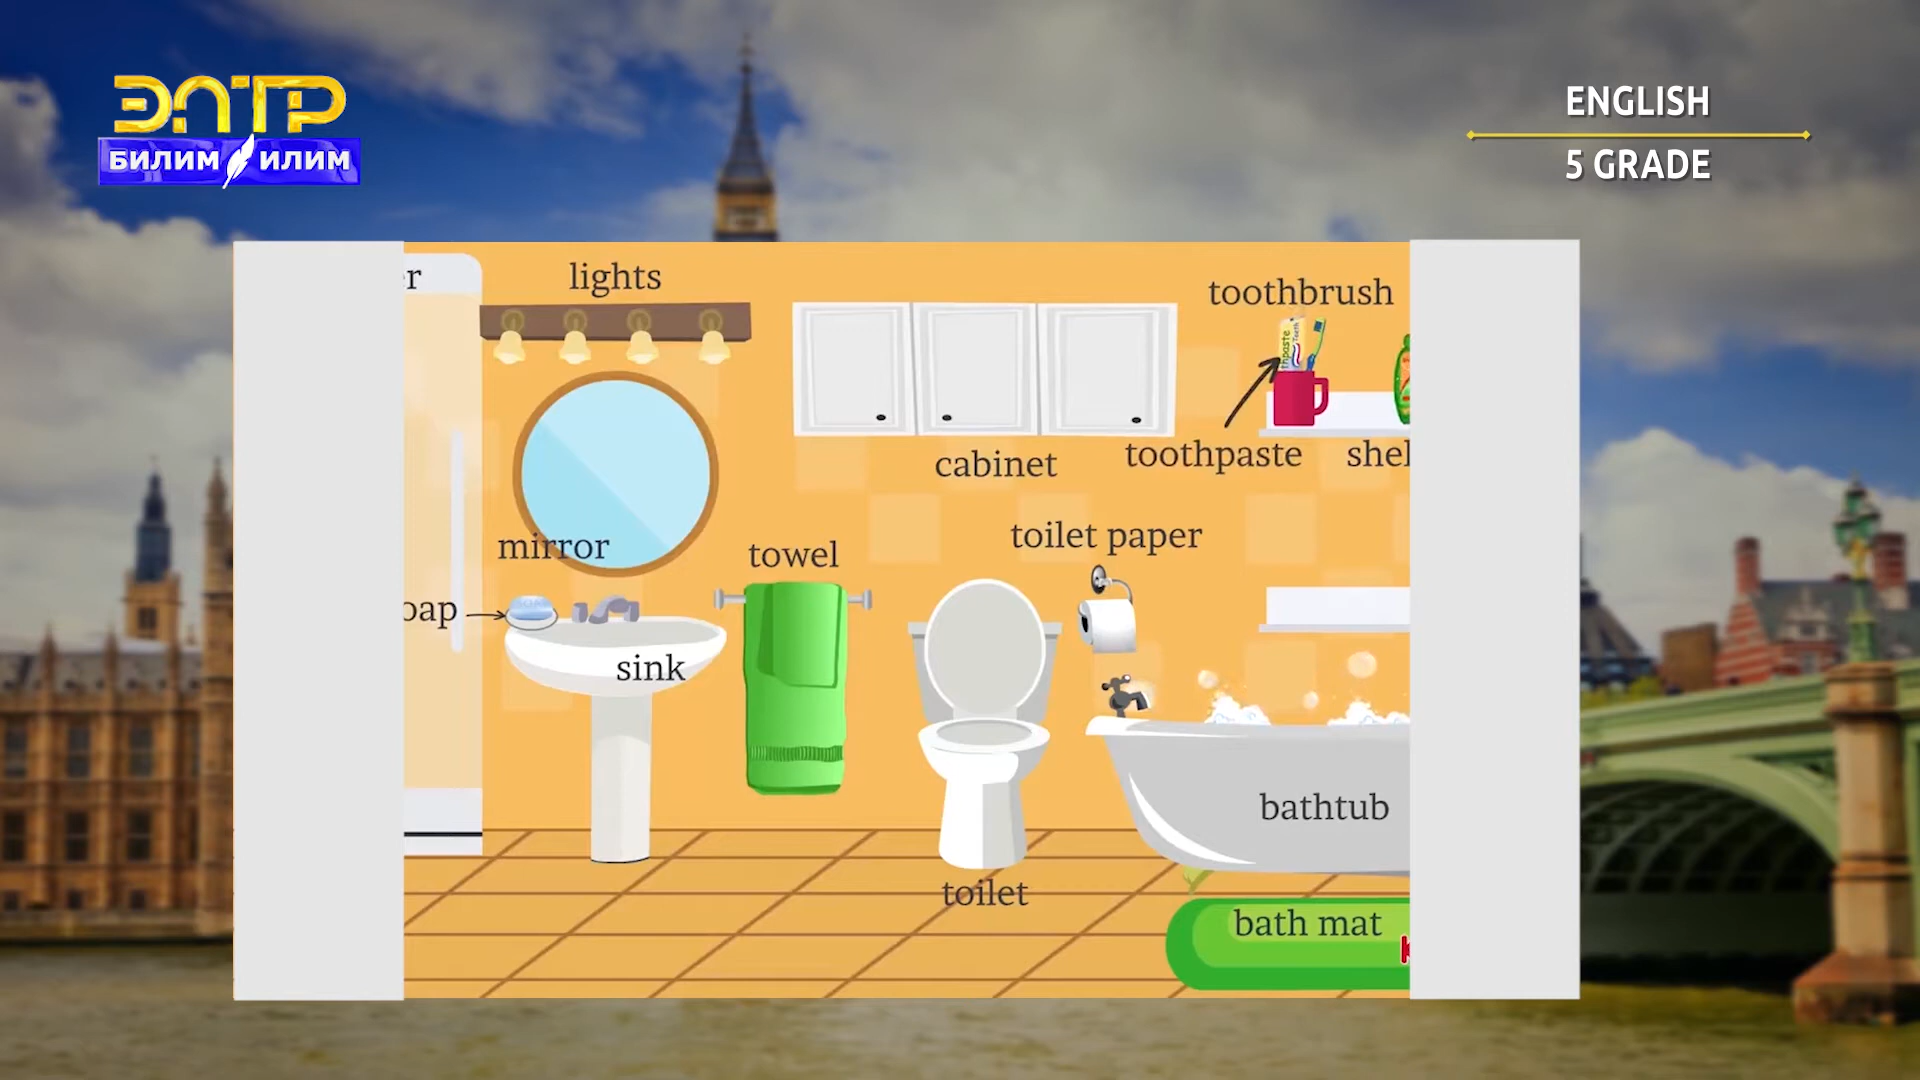 ЭЛТР
БИЛИМ ИЛИМ
ENGLISH
5 GRADE
lights
toothbrush
cabinet
toothpaste
mirror
towel
toilet paper
sink
bathtub
toilet
bath mat